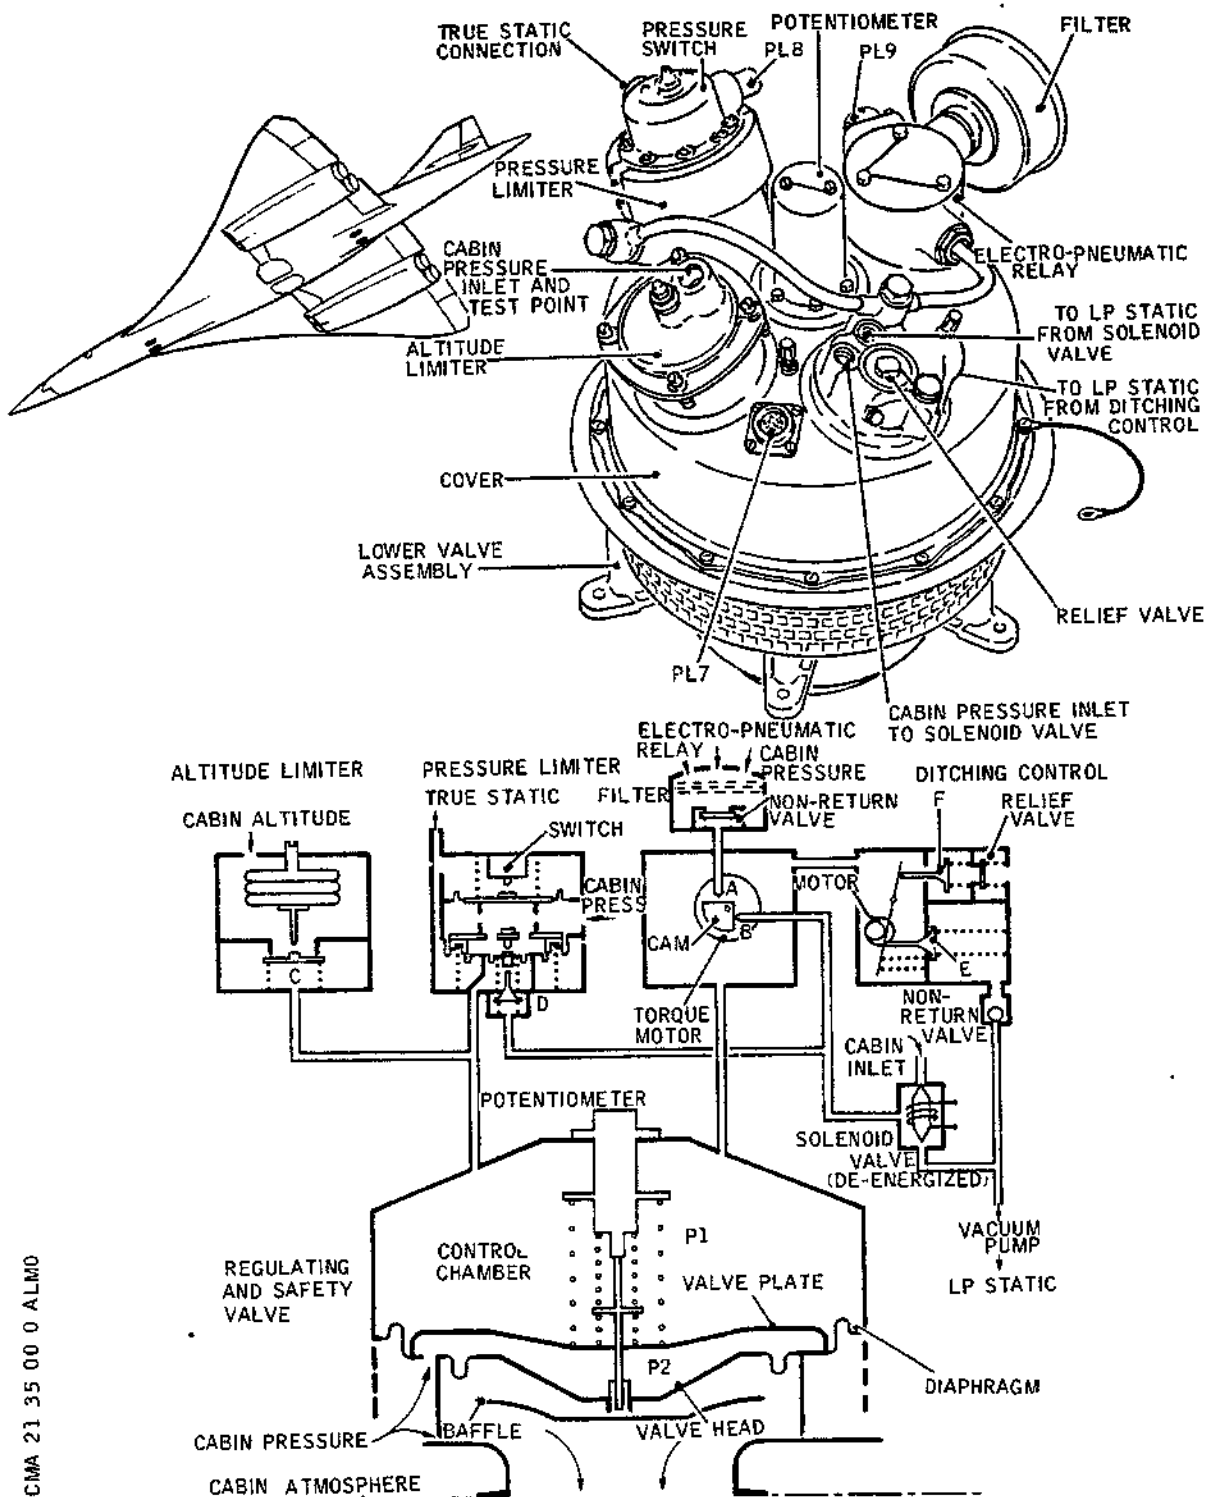 TRUE STATIC
CONNECTION
PRESSURE
SWITCH
PL8
POTENTIOMETER
PL9
FILTER
PRESSURE
LIMITER
CABIN
PRESSURE
INLET AND
TEST POINT
ELECTRO-PNEUMATIC
RELAY
TO LP STATIC
FROM SOLENOID
VALVE
ALTITUDE
LIMITER
TO LP STATIC
FROM DITCHING
CONTROL
COVER
LOWER VALVE
ASSEMBLY
RELIEF VALVE
PL7
CABIN PRESSURE INLET
TO SOLENOID VALVE
ELECTRO-PNEUMATIC
RELAY
CABIN
PRESSURE
ALTITUDE LIMITER
PRESSURE LIMITER
DITCHING CONTROL
TRUE STATIC
FILTER
NON-RETURN
VALVE
F
RELIEF
VALVE
CABIN ALTITUDE
SWITCH
CABIN
PRESS
A
MOTOR
CAM
B
C
D
E
TORQUE
MOTOR
NON-
RETURN
VALVE
CABIN
INLET
POTENTIOMETER
SOLENOID
VALVE
(DE-ENERGIZED)
VACUUM
PUMP
LP STATIC
P1
CONTROL
CHAMBER
REGULATING
AND SAFETY
VALVE
VALVE PLATE
P2
DIAPHRAGM
BAFFLE
VALVE HEAD
CABIN PRESSURE
CABIN ATMOSPHERE
CMA 21 35 00 0 ALMO